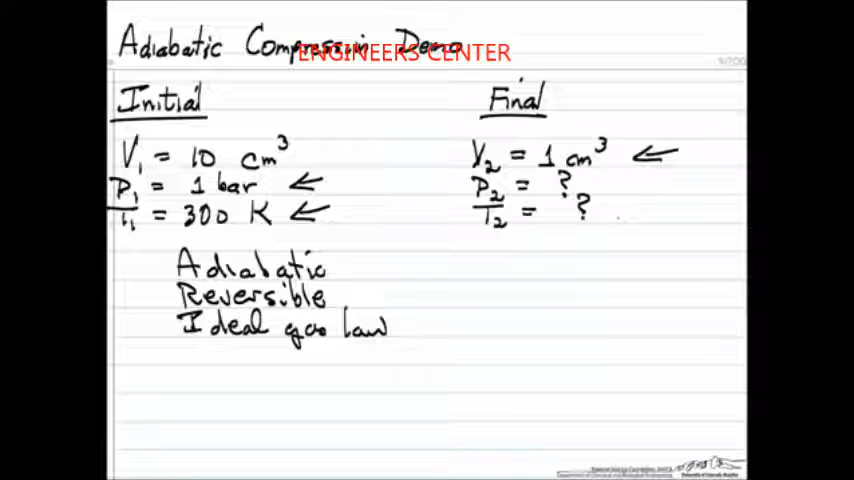 Adiabatic Compression Demo
ENGINEERS CENTER
Initial
Final
V₁ = 10 cm³
V₂ = 1 cm³ ←
P₁ = 1 bar ←
P₂ = ?
T₁ = 300 K ←
T₂ = ?
Adiabatic
Reversible
Ideal gas law